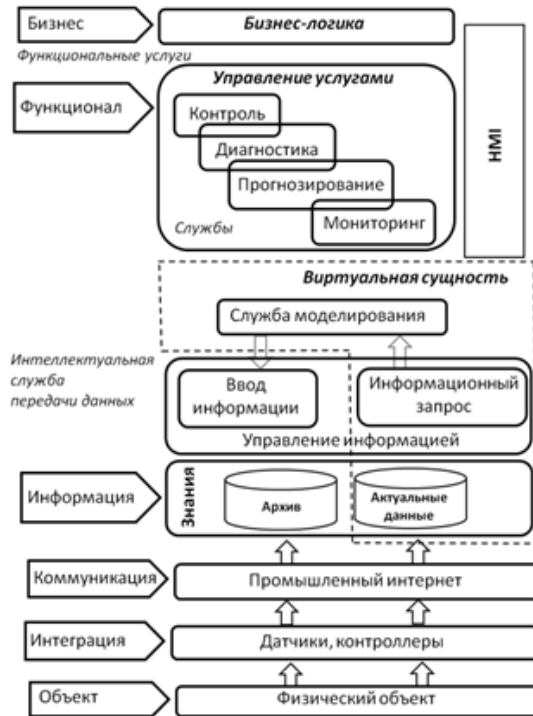 Бизнес
Бизнес-логика
Функциональные услуги
HMI
Функционал
Управление услугами
Контроль
Диагностика
Прогнозирование
Мониторинг
Службы
Виртуальная сущность
Служба моделирования
Интеллектуальная
служба
передачи данных
Ввод
информации
Информационный
запрос
Управление информацией
Информация
Знания
Архив
Актуальные
данные
Коммуникация
Промышленный интернет
Интеграция
Датчики, контроллеры
Объект
Физический объект